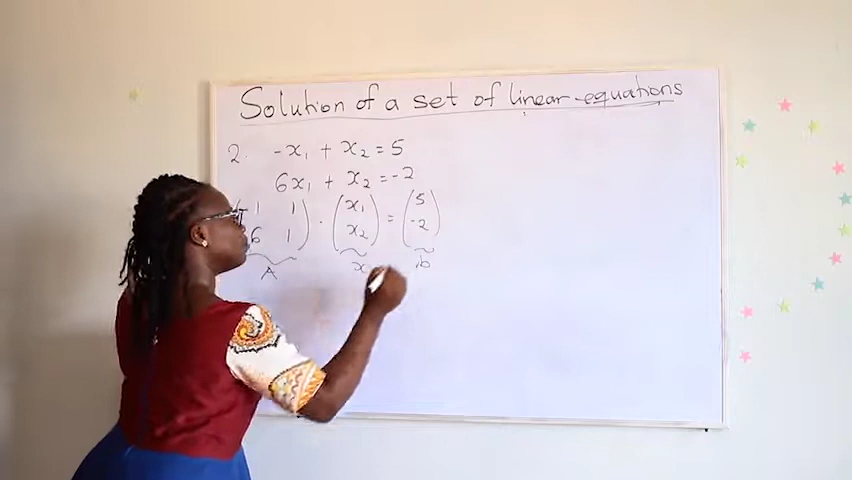 Solution of a set of linear equations
2. -x₁ + x₂ = 5
6x₁ + x₂ = -2
( 1 1 ) . ( x₁ ) = ( 5 )
6 1 x₂ -2
A x b